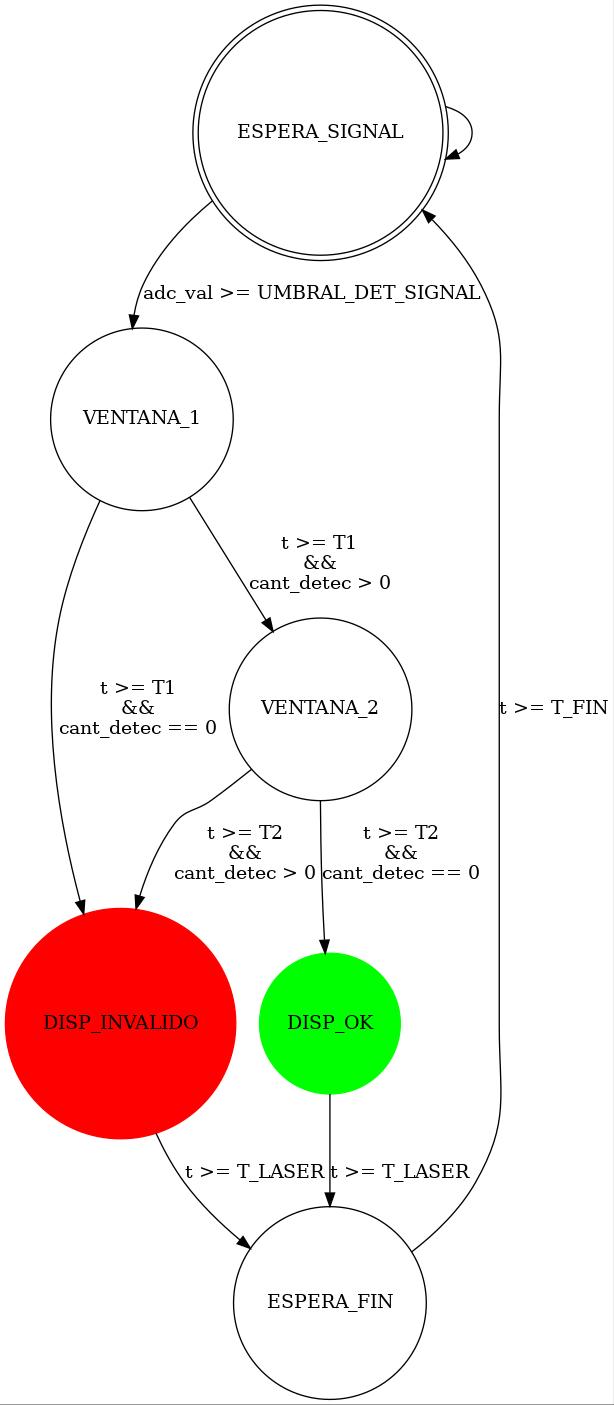 ESPERA_SIGNAL
adc_val >= UMBRAL_DET_SIGNAL
VENTANA_1
t >= T1
&&
cant_detec > 0
t >= T1
&&
cant_detec == 0
VENTANA_2
t >= T_FIN
t >= T2
&&
cant_detec > 0
t >= T2
&&
cant_detec == 0
DISP_INVALIDO
DISP_OK
t >= T_LASER
t >= T_LASER
ESPERA_FIN